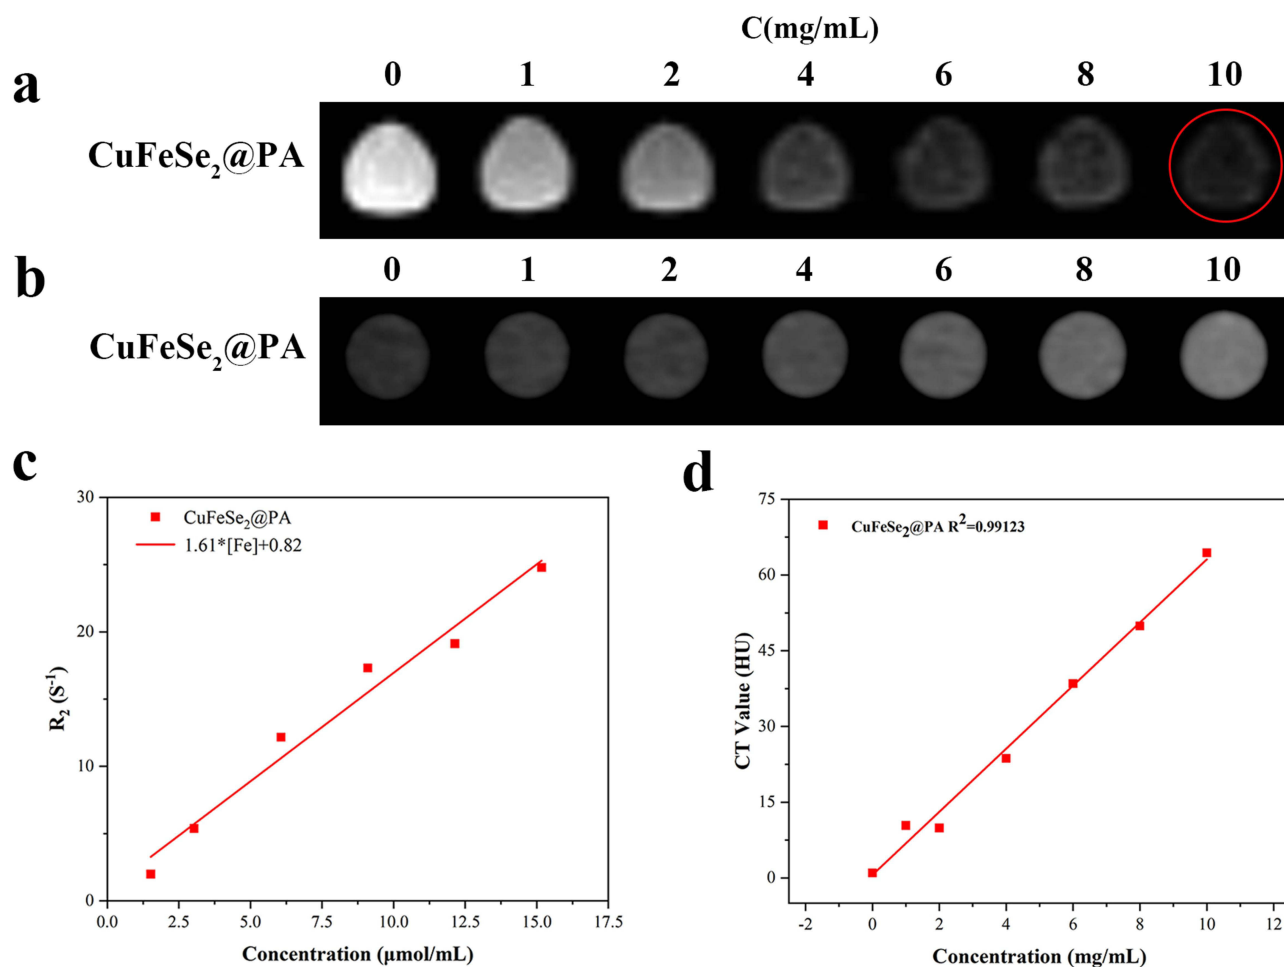 C(mg/mL)
a
0 1 2 4 6 8 10
CuFeSe₂@PA
b
0 1 2 4 6 8 10
CuFeSe₂@PA
c
30
20
10
0
R₂ (S⁻¹)
CuFeSe₂@PA
1.61*[Fe]+0.82
0.0 2.5 5.0 7.5 10.0 12.5 15.0 17.5
Concentration (μmol/mL)
d
75
60
45
30
15
0
CT Value (HU)
CuFeSe₂@PA R²=0.99123
-2 0 2 4 6 8 10 12
Concentration (mg/mL)